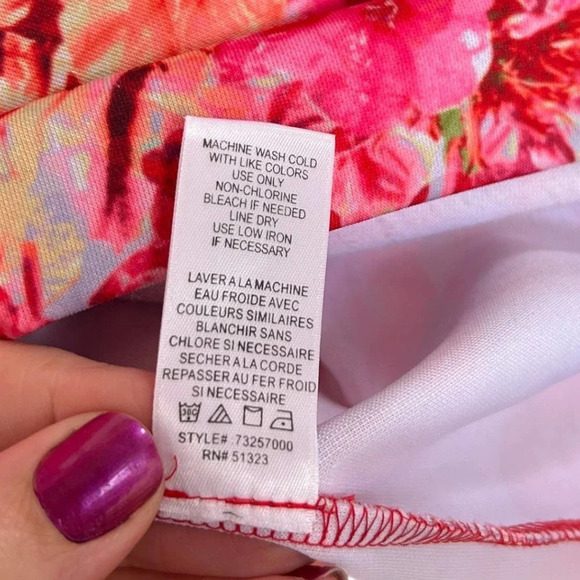 MACHINE WASH COLD
WITH LIKE COLORS
USE ONLY
NON-CHLORINE
BLEACH IF NEEDED
LINE DRY
USE LOW IRON
IF NECESSARY
LAVER A LA MACHINE
EAU FROIDE AVEC
COULEURS SIMILAIRES
BLANCHIR SANS
CHLORE SI NECESSAIRE
SECHER A LA CORDE
REPASSER AU FER FROID
SI NECESSAIRE
30C
STYLE# 73257000
RN# 51323